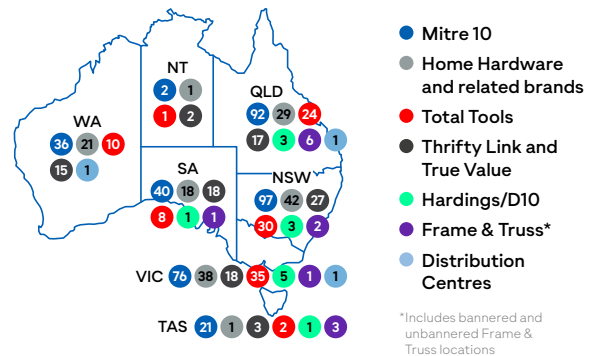 NT
2 1
1 2
QLD
92 29 24
17 3 6 1
WA
36 21 10
15 1
SA
40 18 18
8 1 1
NSW
97 42 27
30 3 2
VIC 76 38 18 35 5 1 1
TAS 21 1 3 2 1 3
Mitre 10
Home Hardware
and related brands
Total Tools
Thrifty Link and
True Value
Hardings/D10
Frame & Truss*
Distribution
Centres
*Includes bannered and
unbannered Frame &
Truss locations